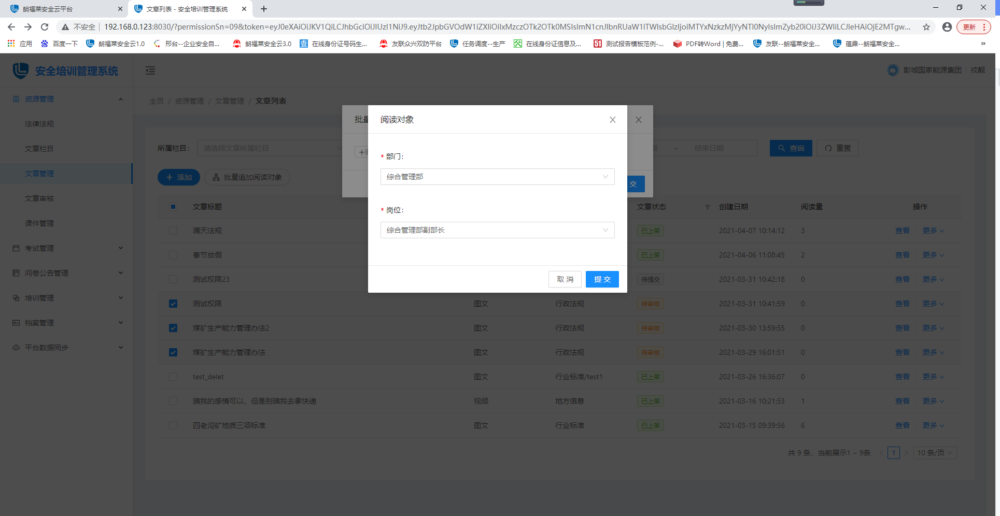 朗福莱安全云平台
文章列表 - 安全培训管理系统
不安全
192.168.0.123:8030/?permissionSn=09&token=eyJ0eXAiOiJKV1QiLCJhbGciOiJIUzI1NiJ9.eyJtb2JpbGVOdW1iZXIiOiIxMzczOTk2OTk0MSIsImN1cnJlbnRUaW1lTWlsbGlzIjoiMTYxNzkzMjYyNTI0NyIsImZyb20iOiJ3ZWIiLCJleHAiOjE2MTgw...
更新
应用
百度一下
朗福莱安全云1.0
邢台--企业安全自...
朗福莱安全云3.0
查
在线身份证号码生...
友联众兴双防平台
任务调度--生产
在线身份证信息及...
51
测试报告模板范例-...
PDF转Word | 免费...
友联--朗福莱安全...
蕴鼎--朗福莱安全...
安全培训管理系统
彭城国家能源集团
戎靓
资源管理
法律法规
文章栏目
文章管理
文章审核
课件管理
考试管理
问卷公告管理
培训管理
档案管理
平台数据同步
主页 / 资源管理 / 文章管理 / 文章列表
所属栏目：
请选择文章所属栏目
期 ~ 结束日期
查询
重置
添加
批量追加阅读对象
批量
交
阅读对象
* 部门：
综合管理部
* 岗位：
综合管理部副部长
取 消
提 交
文章标题 文章状态 创建日期 阅读量 操作
漏天法规 已上架 2021-04-07 10:14:12 3 查看 更多
春节放假 已上架 2021-04-06 11:08:45 2 查看 更多
测试权限23 待提交 2021-03-31 10:42:18 0 查看 更多
测试权限 图文 行政法规 待审核 2021-03-31 10:41:59 0 查看 更多
煤矿生产能力管理办法2 图文 行政法规 待审核 2021-03-30 13:59:55 0 查看 更多
煤矿生产能力管理办法 图文 行政法规 待审核 2021-03-29 16:01:51 0 查看 更多
test_delet 图文 行业标准/test1 已上架 2021-03-26 16:36:07 0 查看 更多
骗我的感情可以，但是别骗我去拿快递 视频 地方信息 已上架 2021-03-16 10:21:53 1 查看 更多
四老沟矿地质三项标准 图文 行业标准 已上架 2021-03-15 09:39:56 6 查看 更多
共 9 条，当前展示1 ~ 9条
1
10 条/页